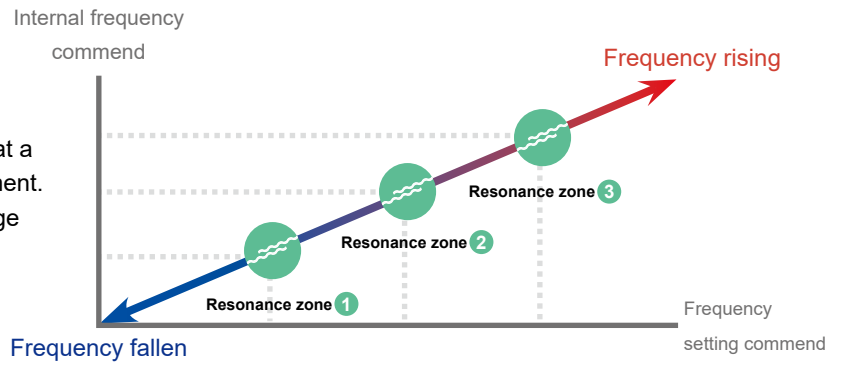 Internal frequency
commend
Frequency rising
at a
ment.
ge
Resonance zone 3
Resonance zone 2
Resonance zone 1
Frequency
setting commend
Frequency fallen